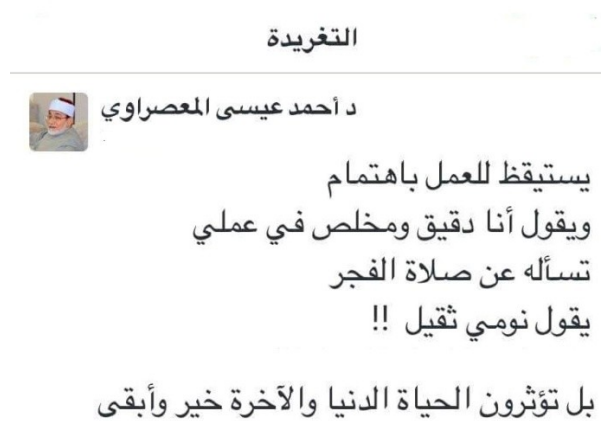 التغريدة
د أحمد عيسى المعصراوي
يستيقظ للعمل باهتمام
ويقول أنا دقيق ومخلص في عملي
تسأله عن صلاة الفجر
يقول نومي ثقيل !!
بل تؤثرون الحياة الدنيا والآخرة خير وأبقى